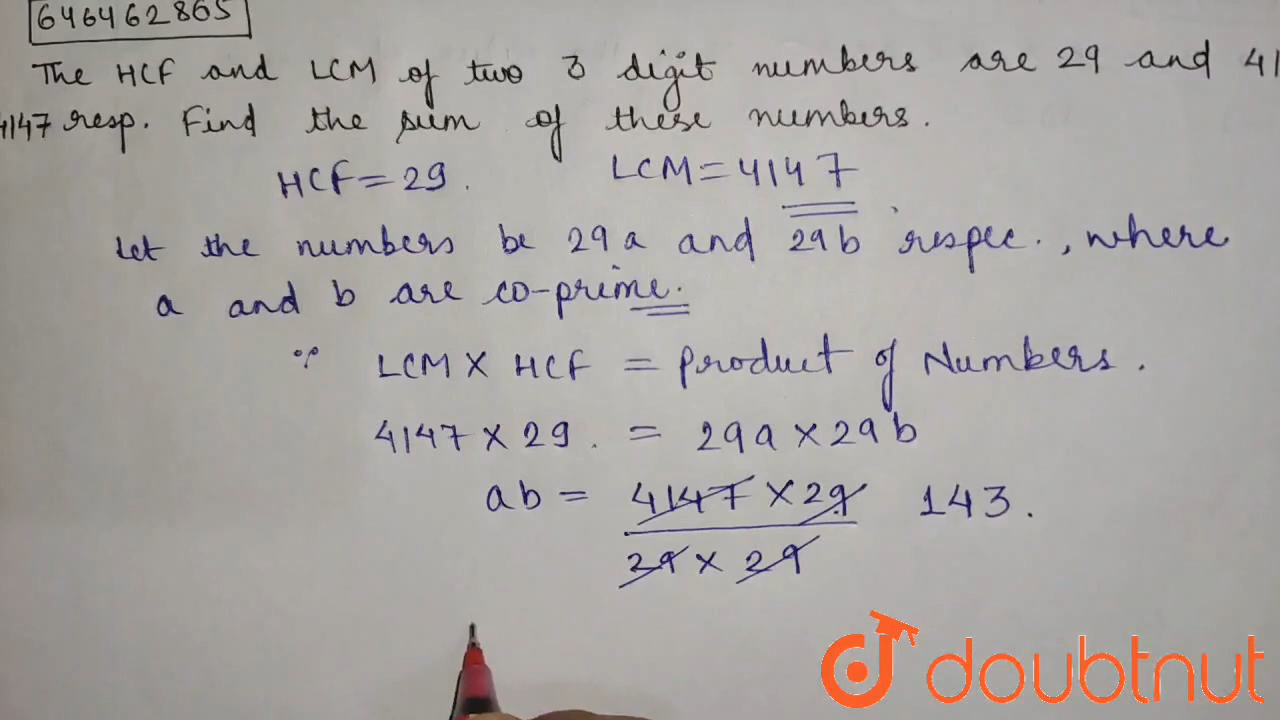 646462865
The HCF and LCM of two 3 digit numbers are 29 and 41
4147 resp. Find the sum of these numbers.
HCF = 29. LCM = 4147
Let the numbers be 29a and 29b respec., where
a and b are co-prime.
∵ LCM X HCF = Product of Numbers.
4147 X 29. = 29a X 29b
ab = 4147 X 29 143.
29 X 29
doubtnut